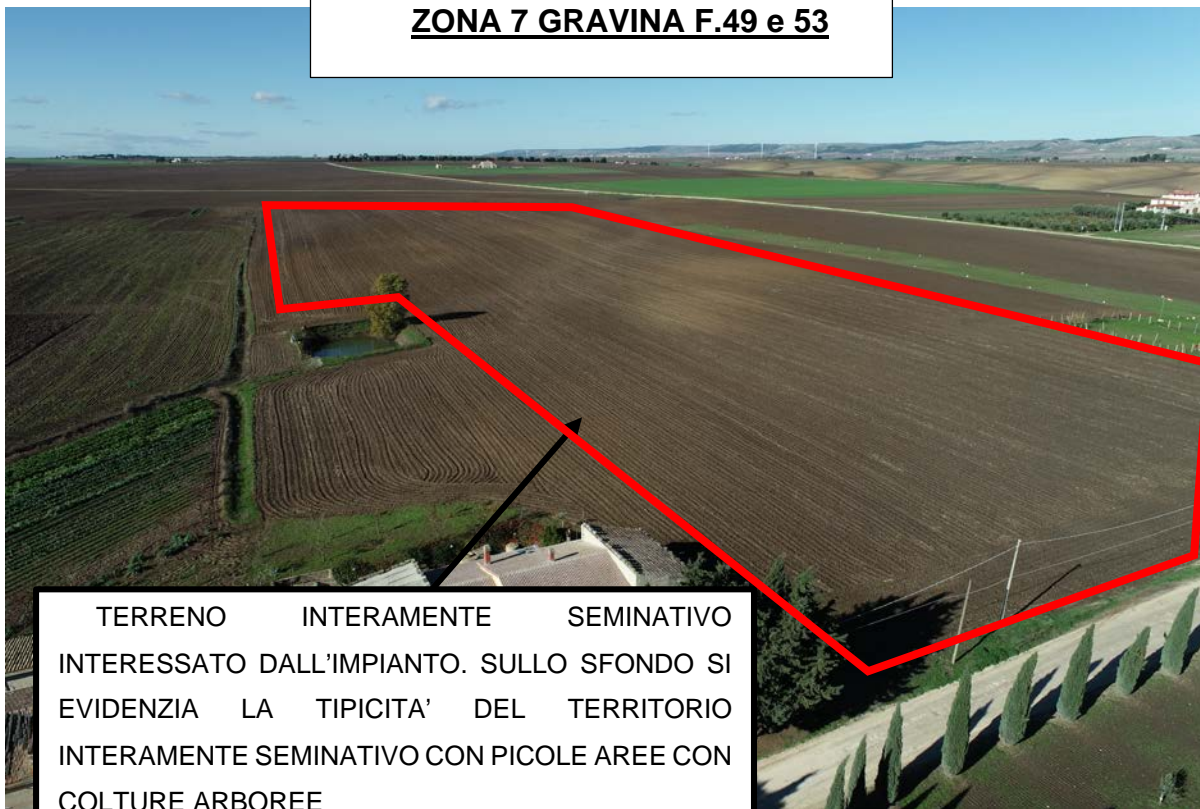 ZONA 7 GRAVINA F.49 e 53
TERRENO INTERAMENTE SEMINATIVO
INTERESSATO DALL'IMPIANTO. SULLO SFONDO SI
EVIDENZIA LA TIPICITA' DEL TERRITORIO
INTERAMENTE SEMINATIVO CON PICOLE AREE CON
COLTURE ARBOREE